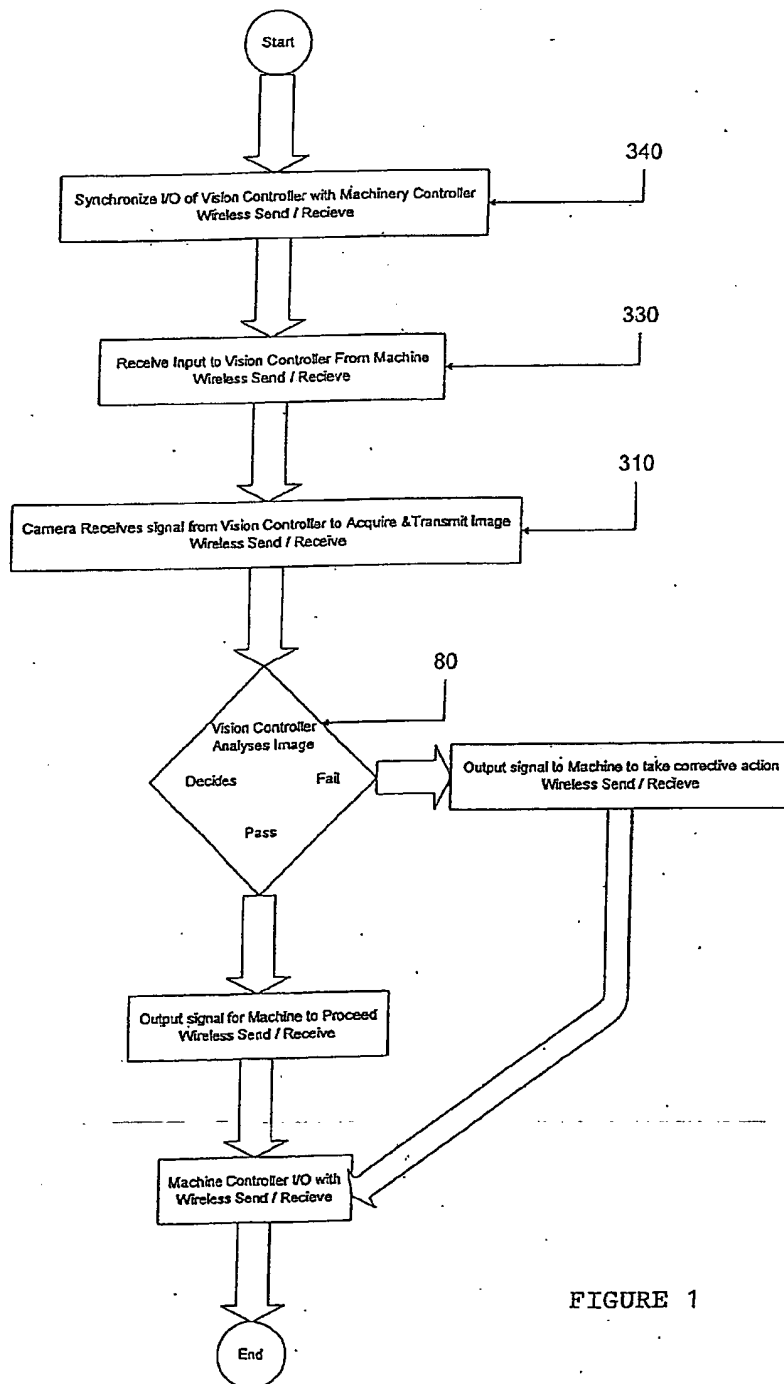 Start
340
Synchronize I/O of Vision Controller with Machinery Controller
Wireless Send / Recieve
330
Receive Input to Vision Controller From Machine
Wireless Send / Recieve
310
Camera Receives signal from Vision Controller to Acquire &Transmit Image
Wireless Send / Receive
80
Vision Controller
Analyses Image
Decides
Fail
Pass
Output signal to Machine to take corrective action
Wireless Send / Recieve
Output signal for Machine to Proceed
Wireless Send / Receive
Machine Controller I/O with
Wireless Send / Recieve
End
FIGURE 1